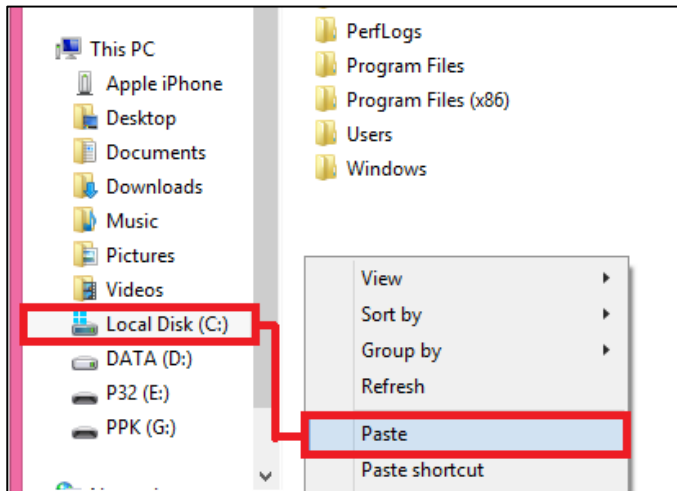 This PC
Apple iPhone
Desktop
Documents
Downloads
Music
Pictures
Videos
Local Disk (C:)
DATA (D:)
P32 (E:)
PPK (G:)
PerfLogs
Program Files
Program Files (x86)
Users
Windows
View
Sort by
Group by
Refresh
Paste
Paste shortcut